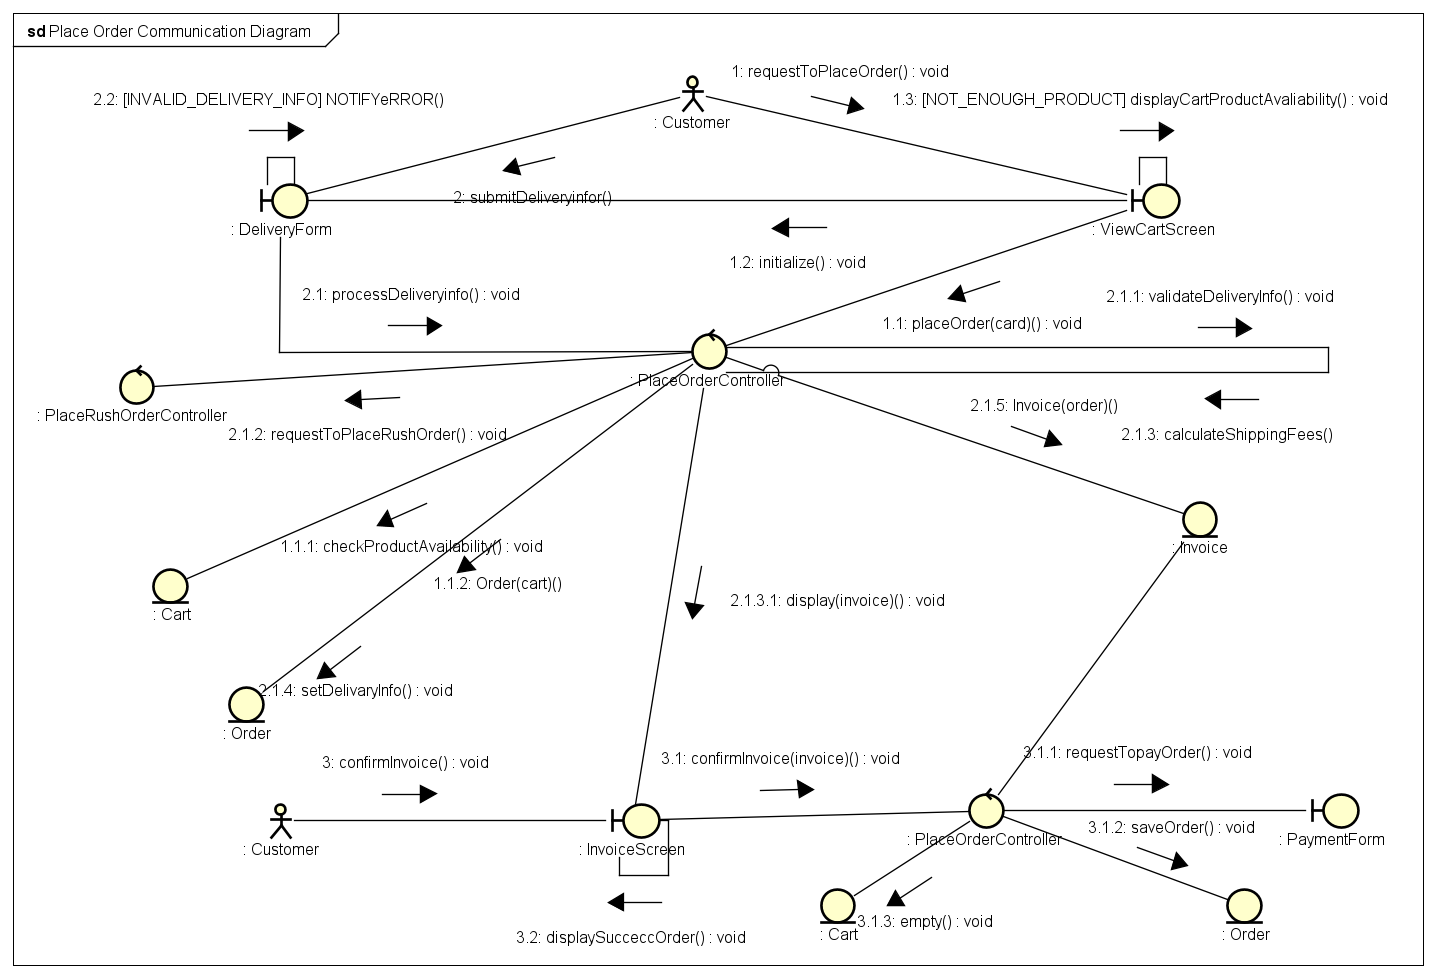 sd Place Order Communication Diagram
1: requestToPlaceOrder() : void
2.2: [INVALID_DELIVERY_INFO] NOTIFYeRROR()
1.3: [NOT_ENOUGH_PRODUCT] displayCartProductAvaliability() : void
: Customer
2: submitDeliveryinfor()
: DeliveryForm
: ViewCartScreen
1.2: initialize() : void
2.1: processDeliveryinfo() : void
2.1.1: validateDeliveryInfo() : void
1.1: placeOrder(card)() : void
: PlaceOrderController
: PlaceRushOrderController
2.1.5: Invoice(order)()
2.1.2: requestToPlaceRushOrder() : void
2.1.3: calculateShippingFees()
1.1.1: checkProductAvailability() : void
: Invoice
1.1.2: Order(cart)()
2.1.3.1: display(invoice)() : void
: Cart
2.1.4: setDelivaryInfo() : void
: Order
3: confirmInvoice() : void
3.1: confirmInvoice(invoice)() : void
3.1.1: requestTopayOrder() : void
3.1.2: saveOrder() : void
: Customer
: InvoiceScreen
: PlaceOrderController
: PaymentForm
3.1.3: empty() : void
: Cart
: Order
3.2: displaySucceccOrder() : void